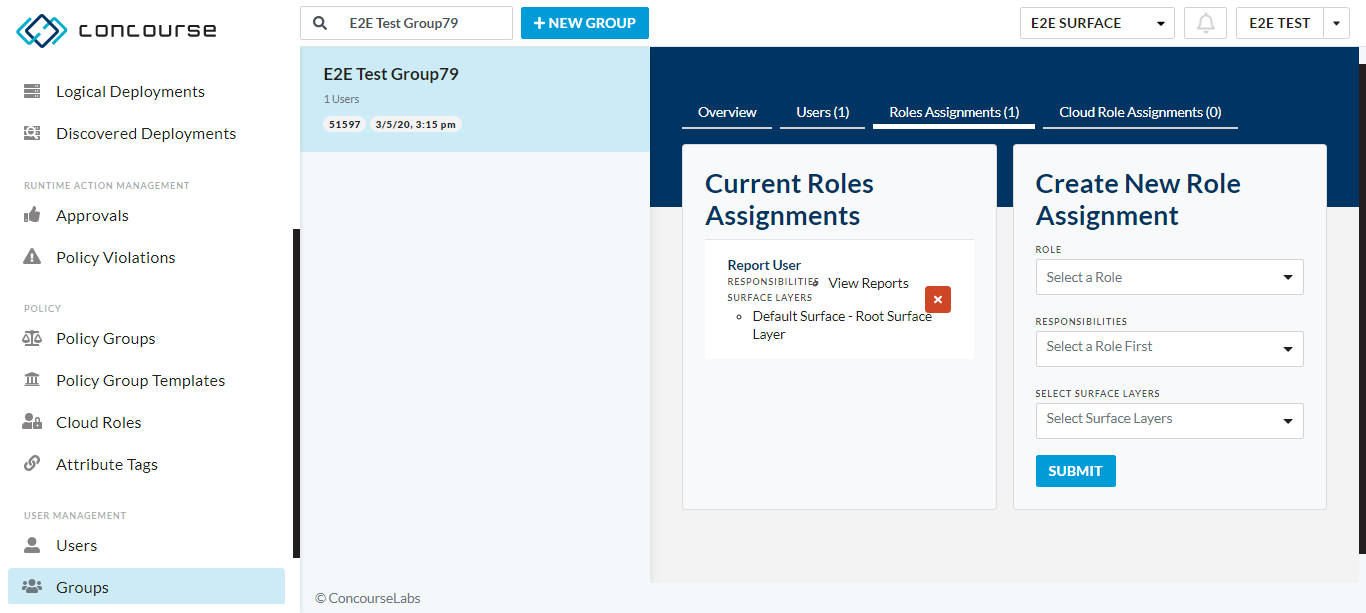 concourse
E2E Test Group79
+ NEW GROUP
E2E SURFACE
E2E TEST
Logical Deployments
Discovered Deployments
RUNTIME ACTION MANAGEMENT
Approvals
Policy Violations
POLICY
Policy Groups
Policy Group Templates
Cloud Roles
Attribute Tags
USER MANAGEMENT
Users
Groups
E2E Test Group79
1 Users
51597 3/5/20, 3:15 pm
Overview
Users (1)
Roles Assignments (1)
Cloud Role Assignments (0)
Current Roles
Assignments
Report User
RESPONSIBILITIES
View Reports
SURFACE LAYERS
Default Surface - Root Surface
Layer
Create New Role
Assignment
ROLE
Select a Role
RESPONSIBILITIES
Select a Role First
SELECT SURFACE LAYERS
Select Surface Layers
SUBMIT
© ConcourseLabs